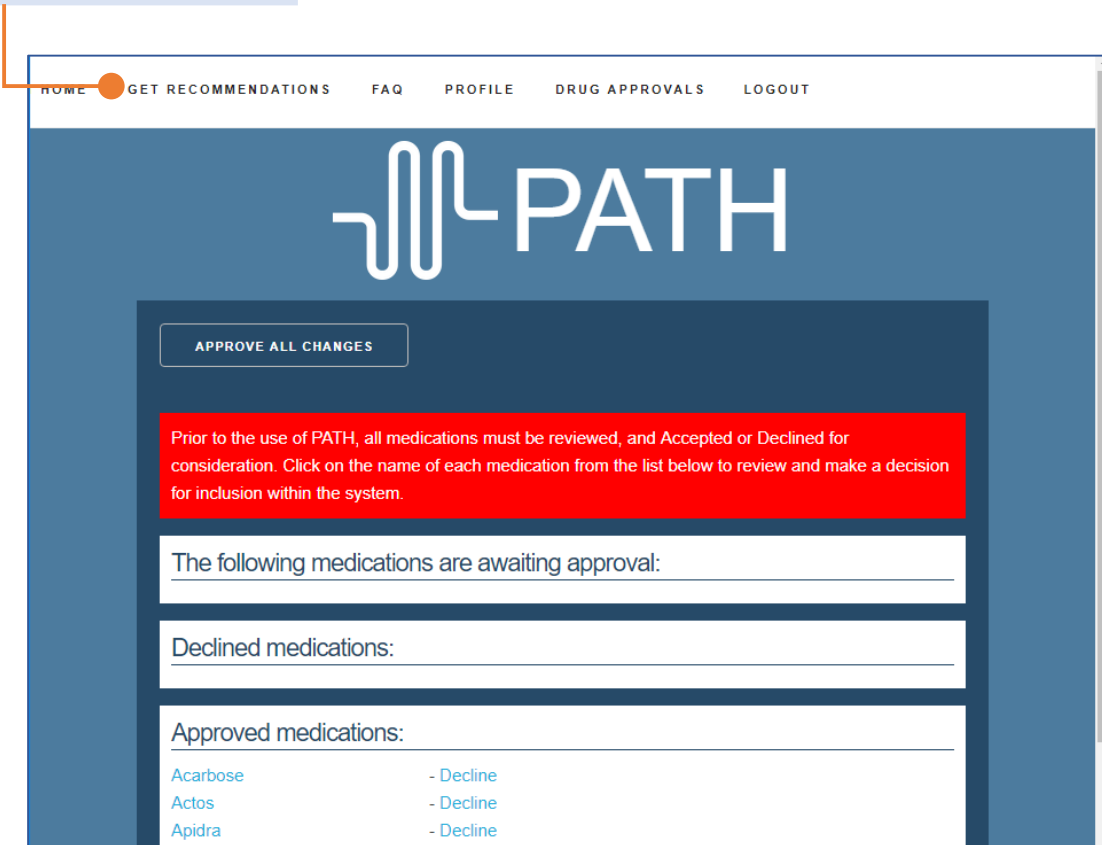 HOME GET RECOMMENDATIONS FAQ PROFILE DRUG APPROVALS LOGOUT
PATH
APPROVE ALL CHANGES
Prior to the use of PATH, all medications must be reviewed, and Accepted or Declined for
consideration. Click on the name of each medication from the list below to review and make a decision
for inclusion within the system.
The following medications are awaiting approval:
Declined medications:
Approved medications:
Acarbose - Decline
Actos - Decline
Apidra - Decline